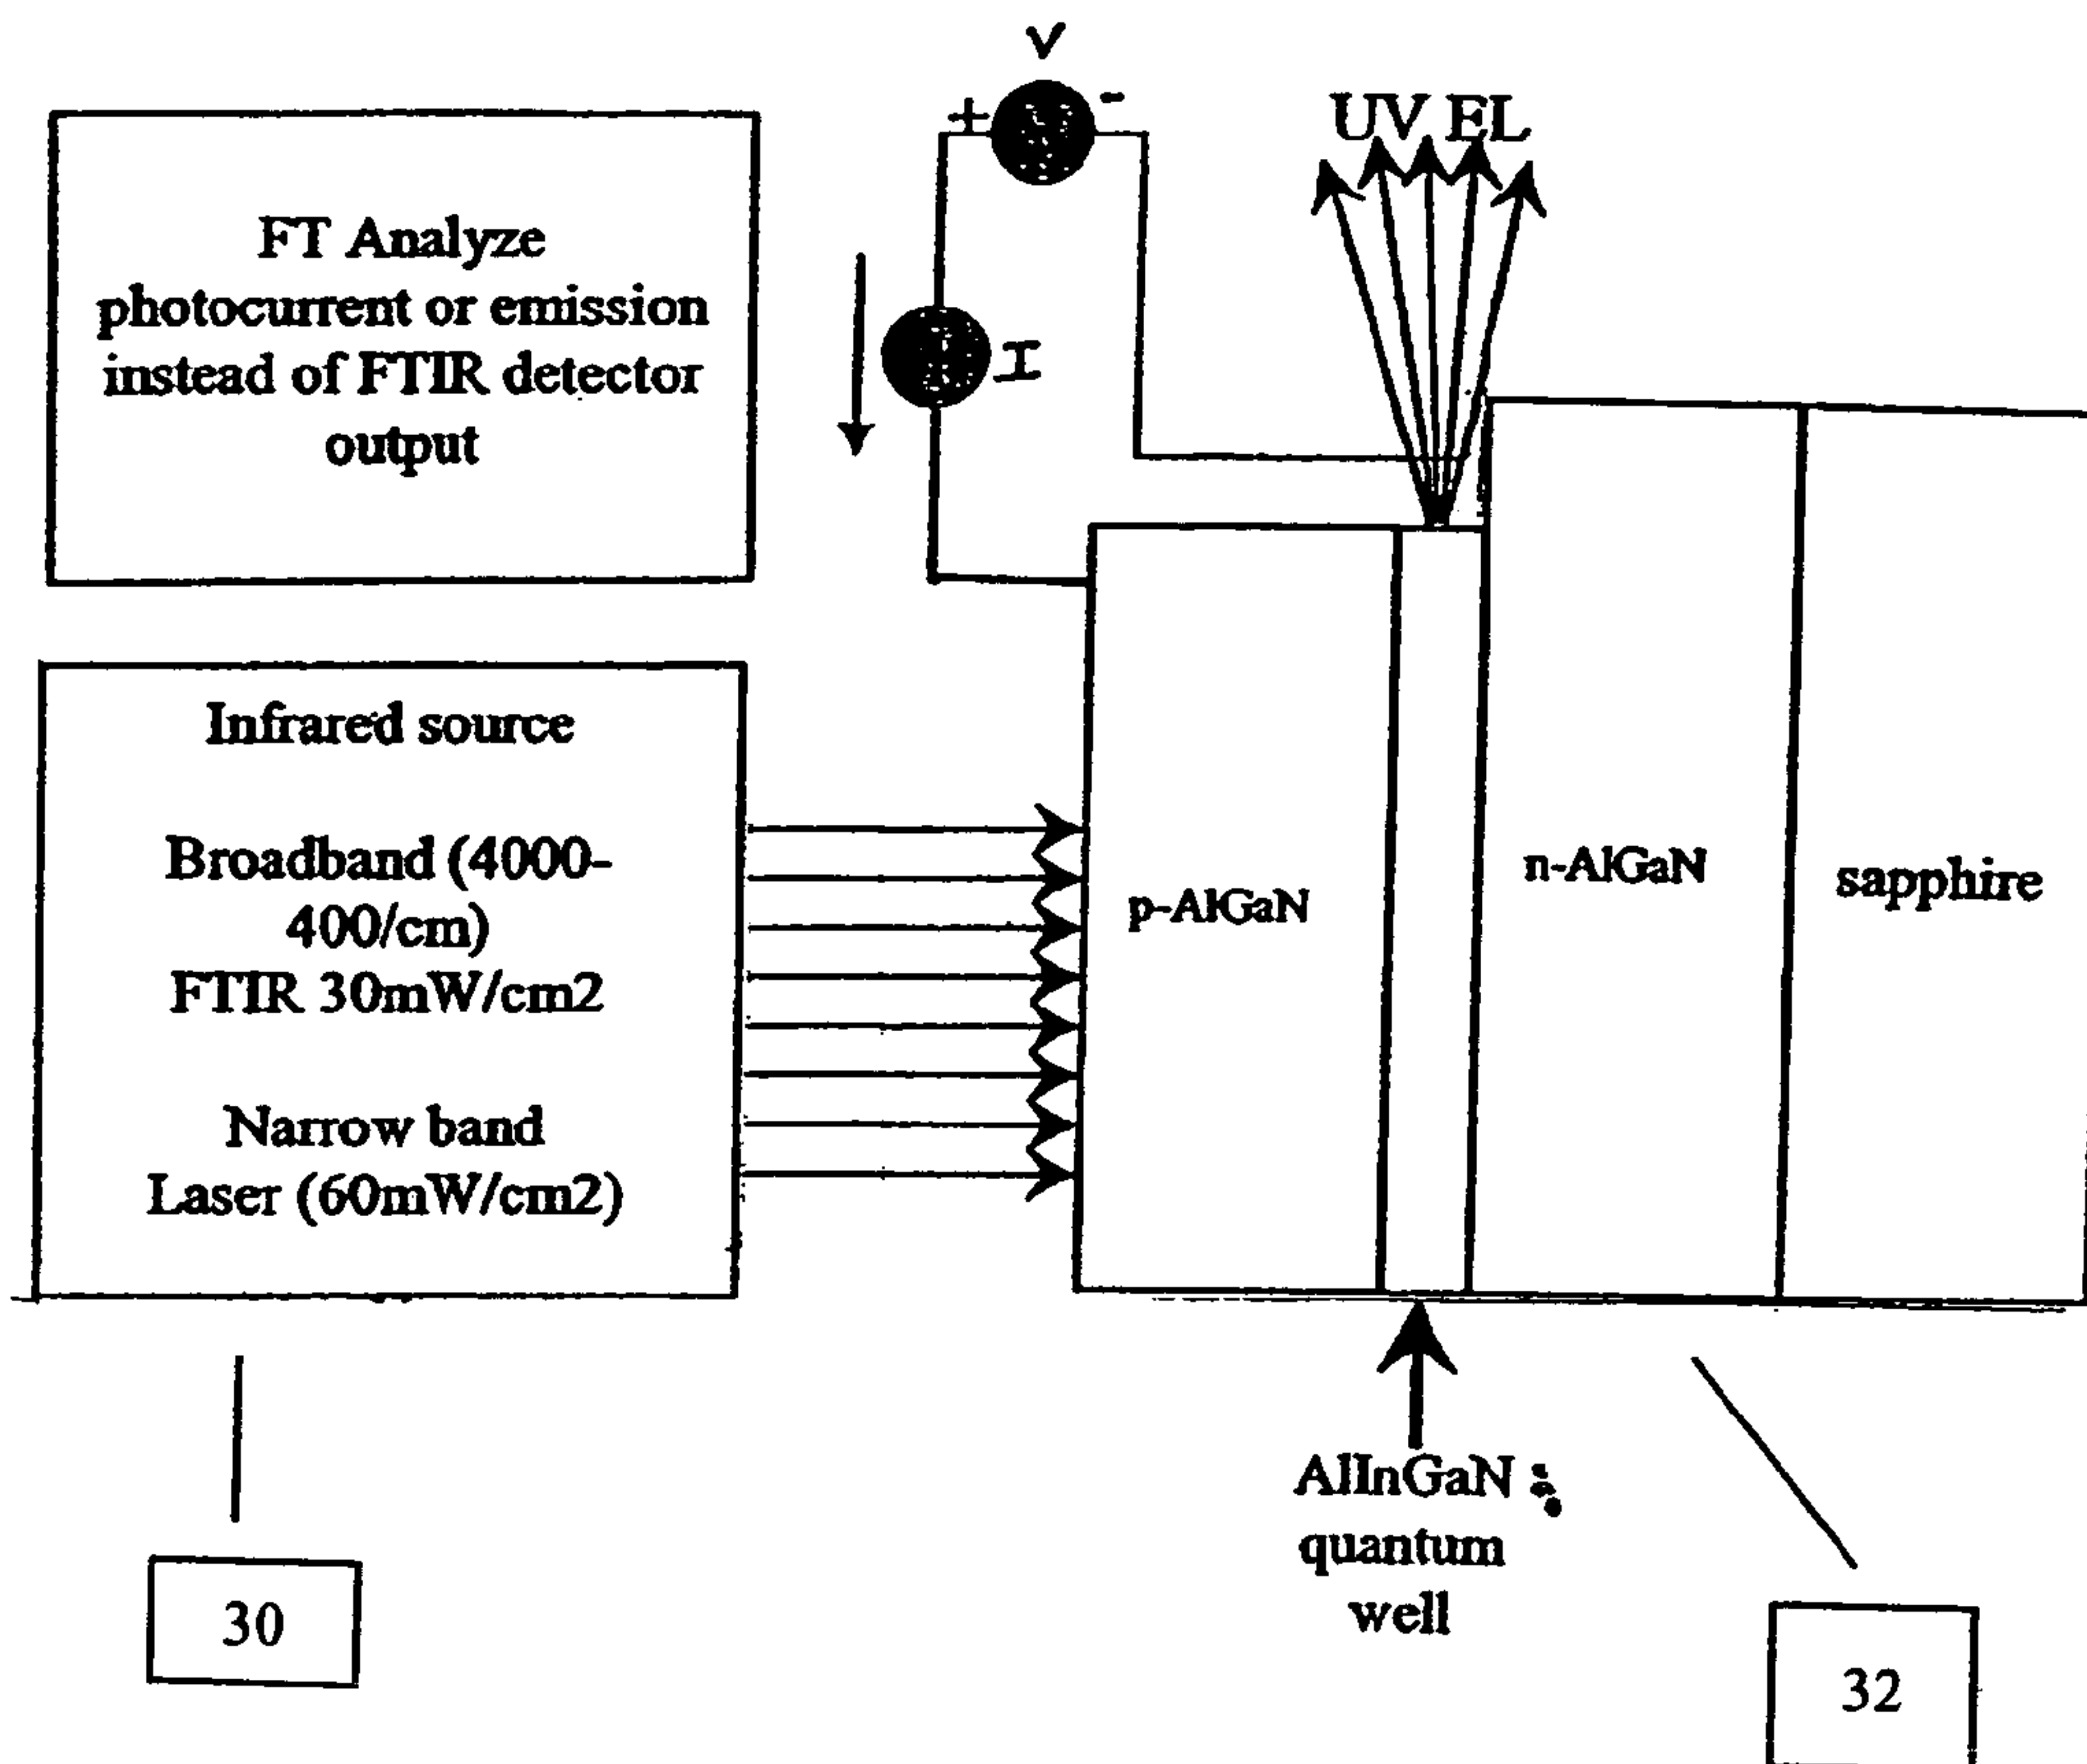 V
+ -
UV EL
FT Analyze
photocurrent or emission
instead of FTIR detector
output
I
Infrared source
Broadband (4000-
400/cm)
FTIR 30mW/cm2
Narrow band
Laser (60mW/cm2)
p-AlGaN
n-AlGaN
sapphire
AlInGaN
quantum
well
30
32